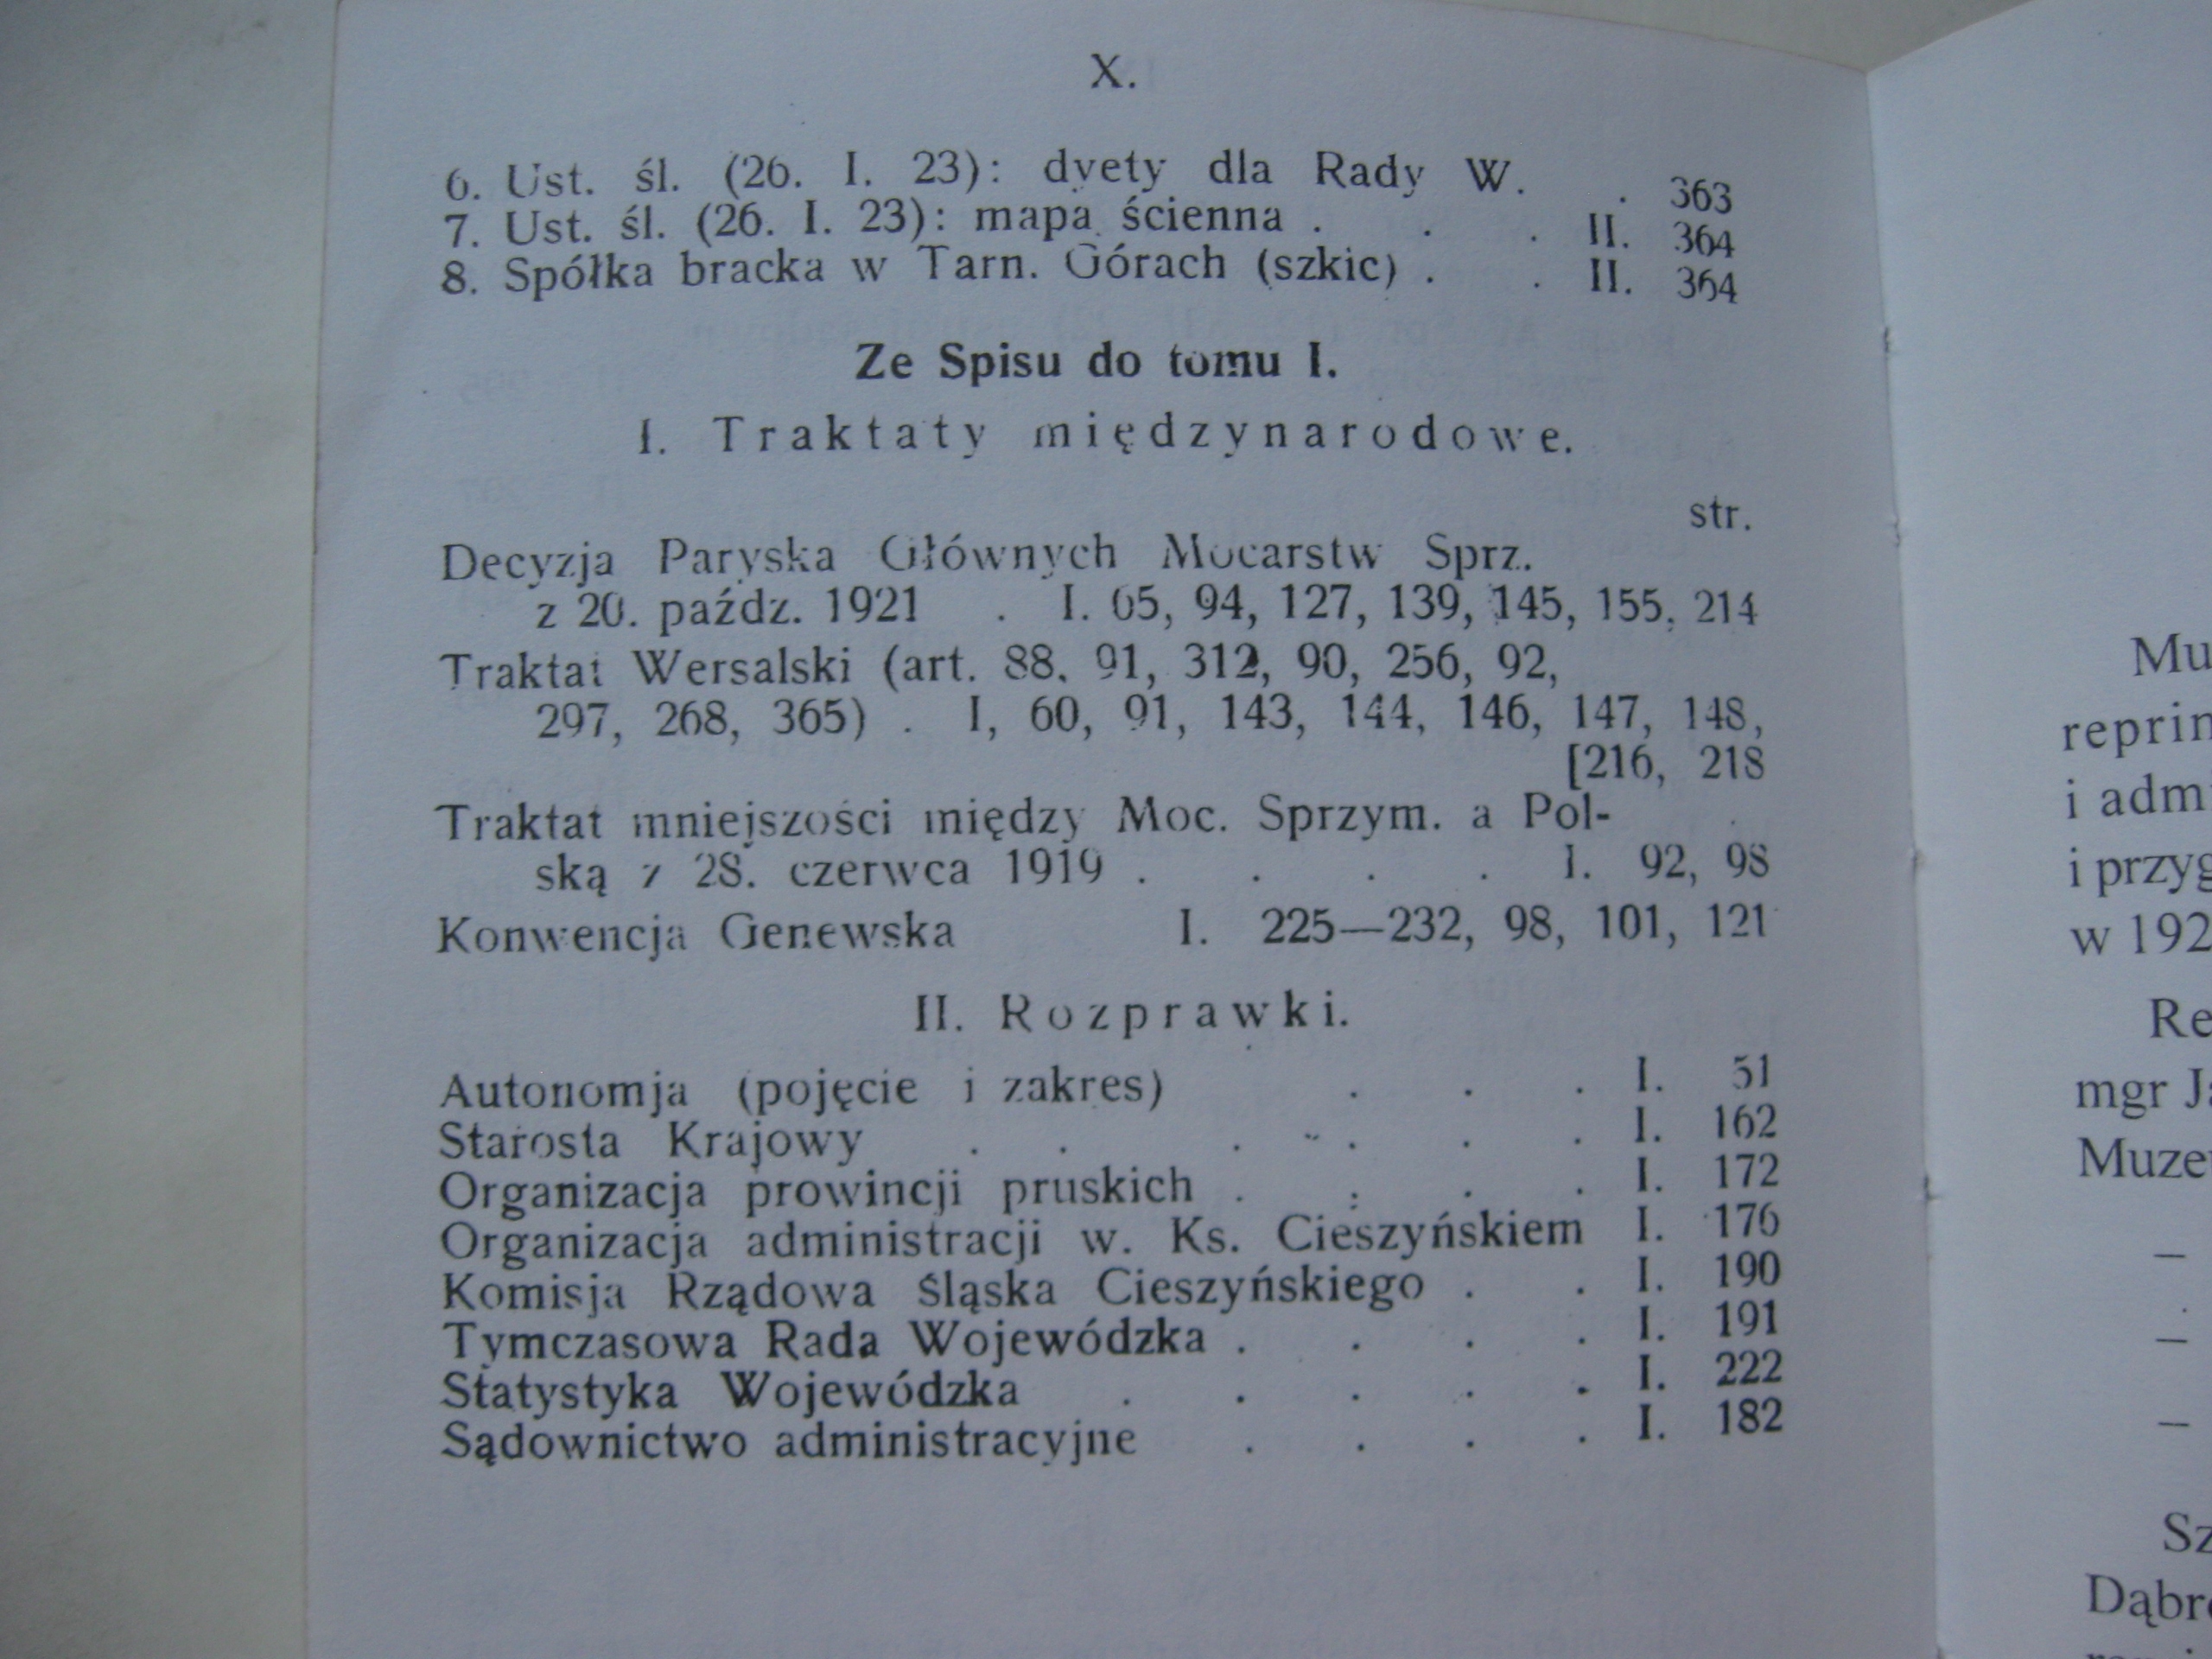 X.
6. Ust. śl. (26. I. 23): dyety dla Rady W. . 363
7. Ust. śl. (26. I. 23): mapa ścienna . . . II. 364
8. Spółka bracka w Tarn. Górach (szkic) . . II. 364
Ze Spisu do tomu I.
I. Traktaty międzynarodowe.
str.
Decyzja Paryska Głównych Mocarstw Sprz.
z 20. paźdz. 1921 . I. 65, 94, 127, 139, 145, 155, 214
Traktat Wersalski (art. 88, 91, 312, 90, 256, 92,
297, 268, 365) . I, 60, 91, 143, 144, 146, 147, 148,
[216, 218
Traktat mniejszości między Moc. Sprzym. a Pol-
ską z 28. czerwca 1919 . . . . I. 92, 98
Konwencja Genewska I. 225—232, 98, 101, 121
II. Rozprawki.
Autonomja (pojęcie i zakres) . . . I. 51
Starosta Krajowy . . . . . . I. 162
Organizacja prowincji pruskich . . . . I. 172
Organizacja administracji w. Ks. Cieszyńskiem I. 176
Komisja Rządowa Śląska Cieszyńskiego . . I. 190
Tymczasowa Rada Wojewódzka . . . . I. 191
Statystyka Wojewódzka . . . . . I. 222
Sądownictwo administracyjne . . . . I. 182
Mu
reprin
i adm
i przyg
w 192
Re
mgr Ja
Muze
–
–
–
Sz
Dąbr